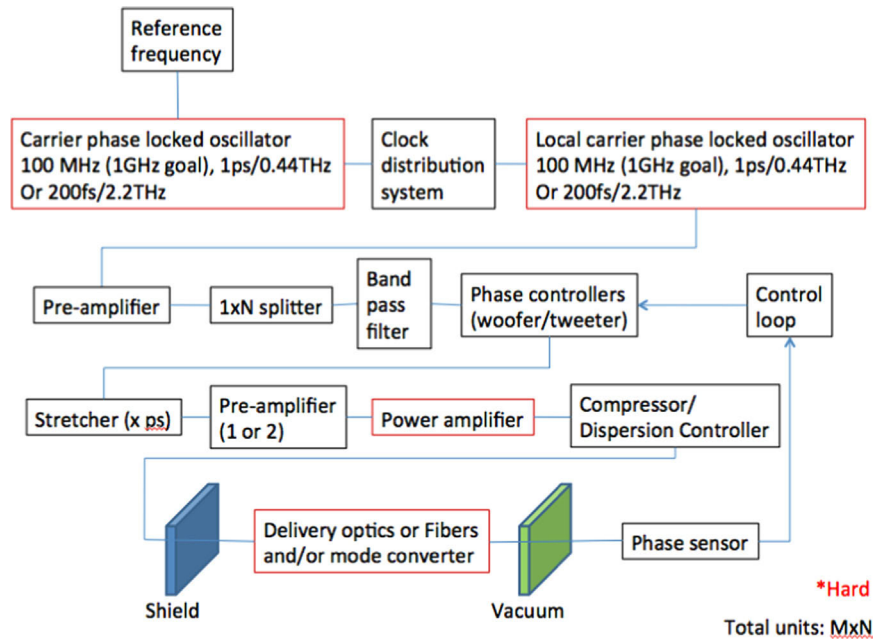 Reference
frequency
Carrier phase locked oscillator
100 MHz (1GHz goal), 1ps/0.44THz
Or 200fs/2.2THz
Clock
distribution
system
Local carrier phase locked oscillator
100 MHz (1GHz goal), 1ps/0.44THz
Or 200fs/2.2THz
Pre-amplifier
1xN splitter
Band
pass
filter
Phase controllers
(woofer/tweeter)
Control
loop
Stretcher (x ps)
Pre-amplifier
(1 or 2)
Power amplifier
Compressor/
Dispersion Controller
Delivery optics or Fibers
and/or mode converter
Phase sensor
Shield
Vacuum
*Hard
Total units: MxN